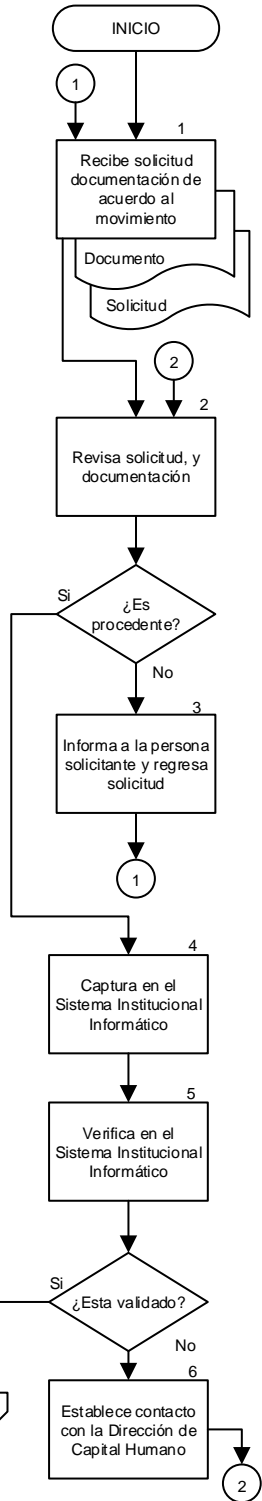 INICIO
1
1
Recibe solicitud
documentación de
acuerdo al
movimiento
Documento
Solicitud
2
2
Revisa solicitud, y
documentación
¿Es
procedente?
Si
No
3
Informa a la persona
solicitante y regresa
solicitud
1
4
Captura en el
Sistema Institucional
Informático
5
Verifica en el
Sistema Institucional
Informático
Si
¿Esta validado?
No
6
Establece contacto
con la Dirección de
Capital Humano
2